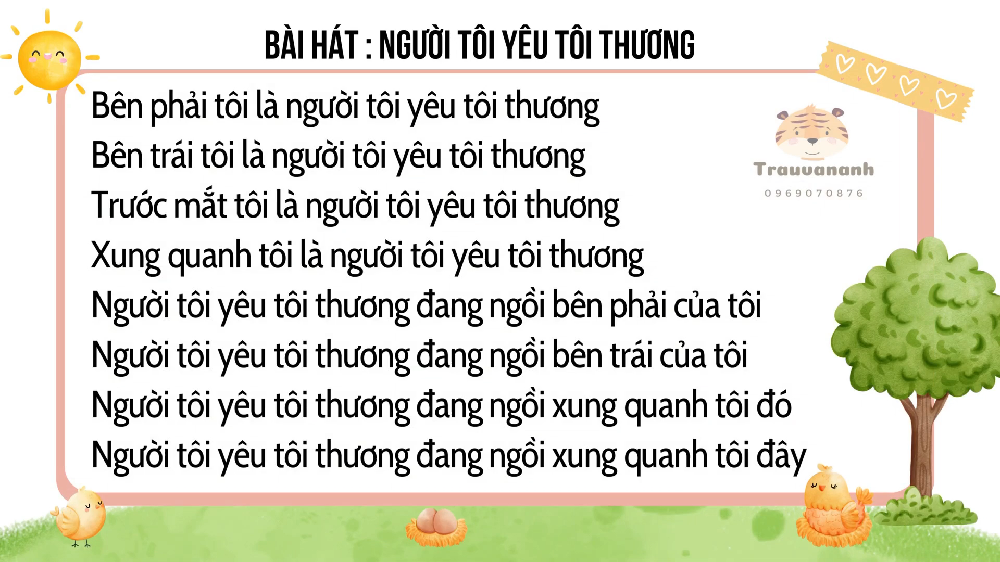 BÀI HÁT : NGƯỜI TÔI YÊU TÔI THƯƠNG
Bên phải tôi là người tôi yêu tôi thương
Bên trái tôi là người tôi yêu tôi thương
Trước mắt tôi là người tôi yêu tôi thương
Xung quanh tôi là người tôi yêu tôi thương
Người tôi yêu tôi thương đang ngồi bên phải của tôi
Người tôi yêu tôi thương đang ngồi bên trái của tôi
Người tôi yêu tôi thương đang ngồi xung quanh tôi đó
Người tôi yêu tôi thương đang ngồi xung quanh tôi đây
Trauvananh
0969070876